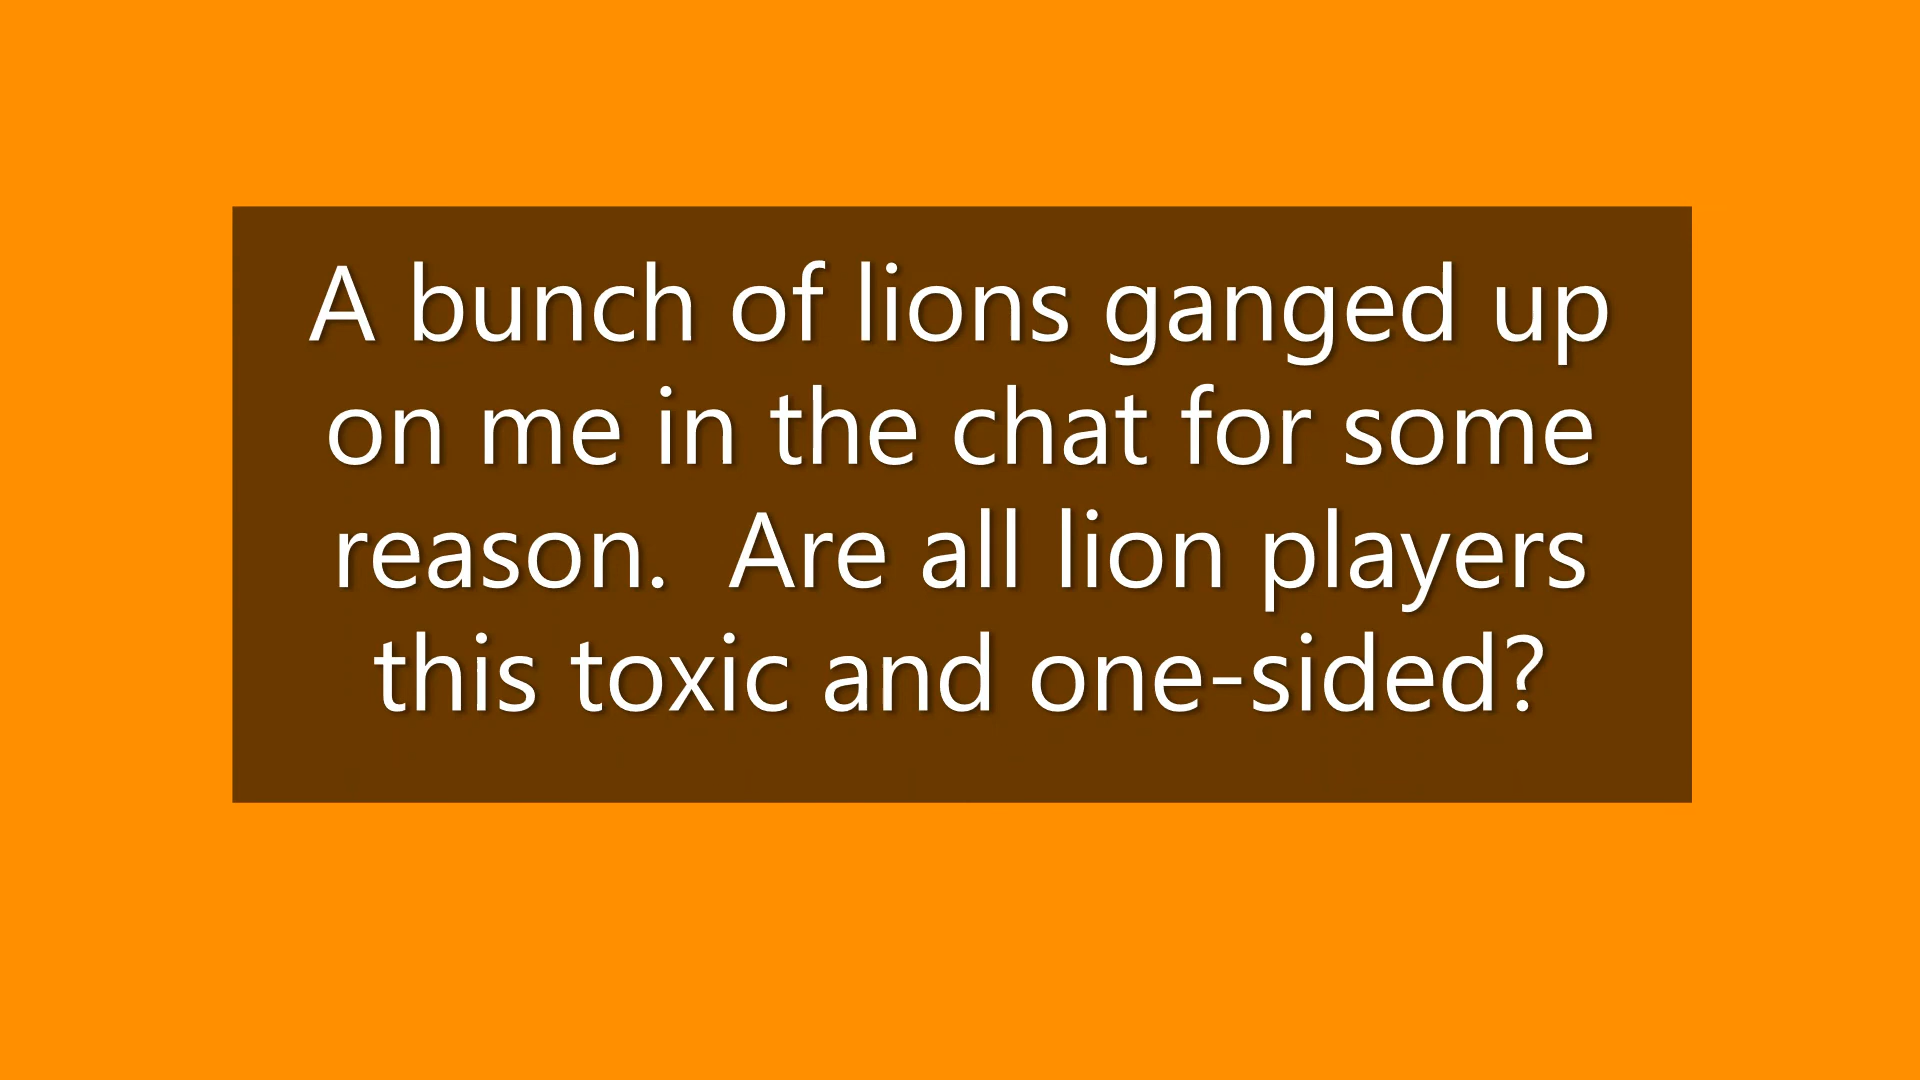 A bunch of lions ganged up
on me in the chat for some
reason.  Are all lion players
this toxic and one-sided?